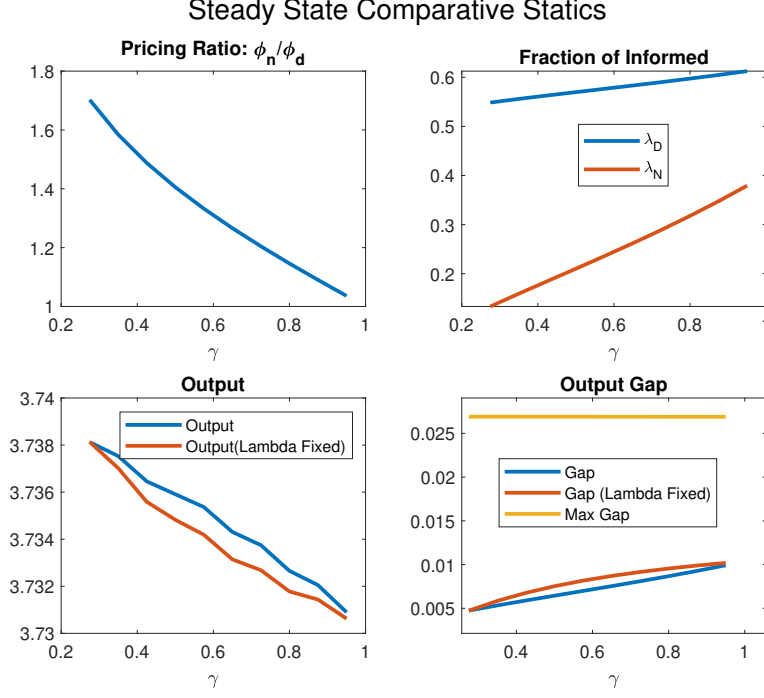 Steady State Comparative Statics
Pricing Ratio: ϕn/ϕd
1.8
1.6
1.4
1.2
1
0.2 0.4 0.6 0.8 1
Fraction of Informed
0.6
0.5
0.4
0.3
0.2
λD
λN
0.2 0.4 0.6 0.8 1
γ
Output
3.74
3.738
3.736
3.734
3.732
3.73
Output
Output(Lambda Fixed)
0.2 0.4 0.6 0.8 1
γ
Output Gap
0.025
0.02
0.015
0.01
0.005
Gap
Gap (Lambda Fixed)
Max Gap
0.4 0.6 0.8 1
γ